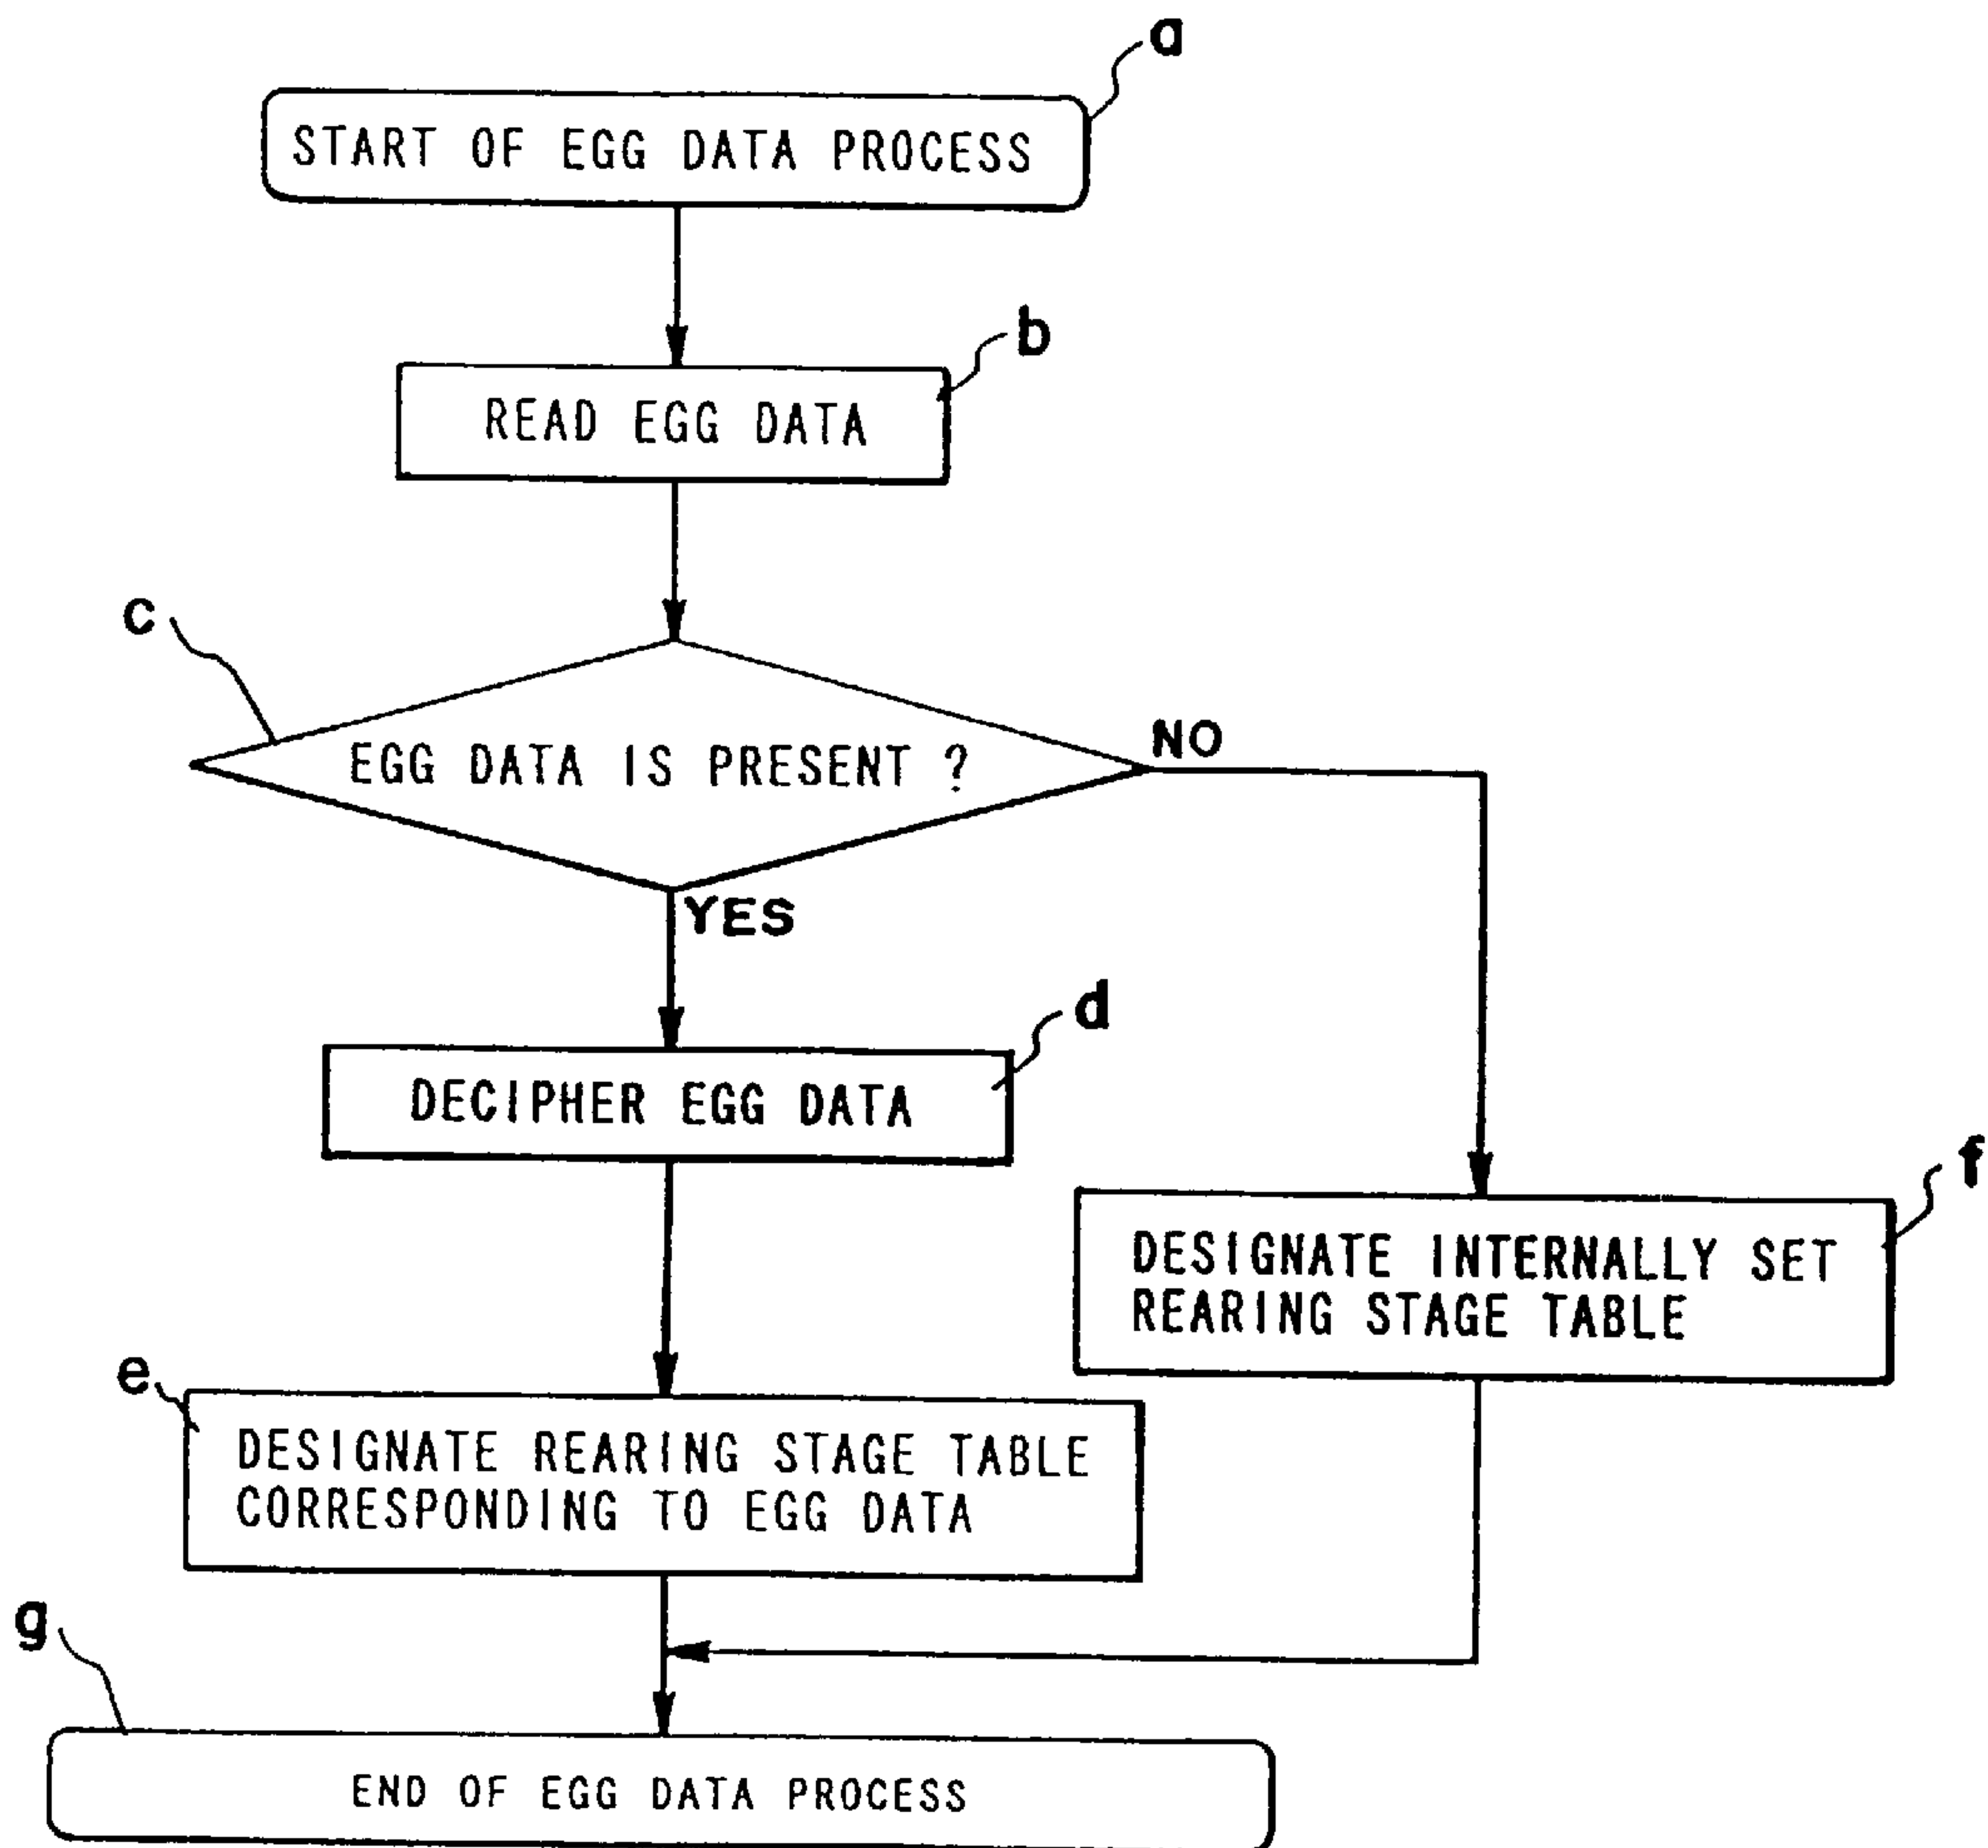 a
START OF EGG DATA PROCESS
b
READ EGG DATA
c
EGG DATA IS PRESENT ?
NO
YES
d
DECIPHER EGG DATA
f
DESIGNATE INTERNALLY SET
REARING STAGE TABLE
e
DESIGNATE REARING STAGE TABLE
CORRESPONDING TO EGG DATA
g
END OF EGG DATA PROCESS